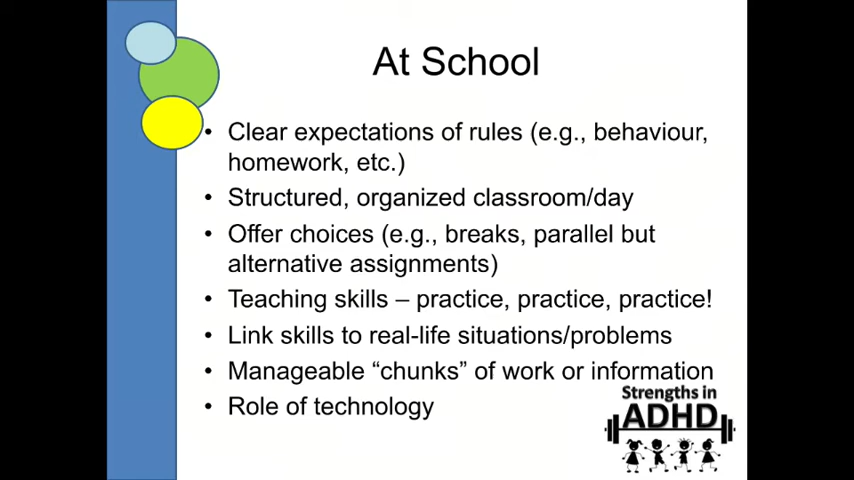 At School
• Clear expectations of rules (e.g., behaviour,
homework, etc.)
• Structured, organized classroom/day
• Offer choices (e.g., breaks, parallel but
alternative assignments)
• Teaching skills – practice, practice, practice!
• Link skills to real-life situations/problems
• Manageable “chunks” of work or information
• Role of technology
Strengths in
ADHD